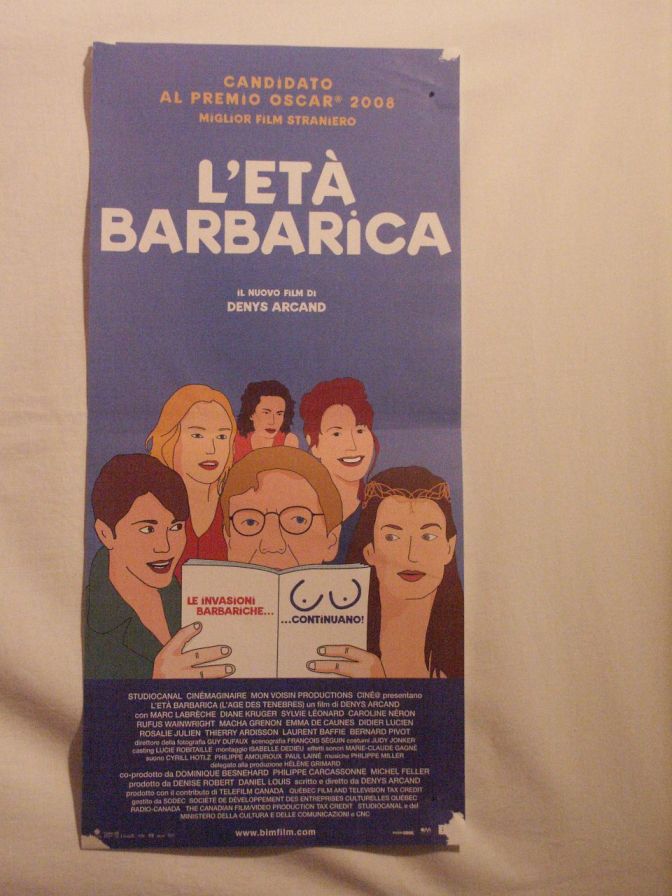 CANDIDATO
AL PREMIO OSCAR® 2008
MIGLIOR FILM STRANIERO
L'ETÀ
BARBARICA
IL NUOVO FILM DI
DENYS ARCAND
LE INVASIONI
BARBARICHE...
...CONTINUANO!
STUDIOCANAL CINÉMAGINAIRE MON VOISIN PRODUCTIONS CINÉ@ presentano
L'ETÀ BARBARICA (L'AGE DES TENEBRES) un film di DENYS ARCAND
con MARC LABRÈCHE DIANE KRUGER SYLVIE LÉONARD CAROLINE NÉRON
RUFUS WAINWRIGHT MACHA GRENON EMMA DE CAUNES DIDIER LUCIEN
ROSALIE JULIEN THIERRY ARDISSON LAURENT BAFFIE BERNARD PIVOT
direttore della fotografia GUY DUFAUX scenografia FRANÇOIS SÉGUIN costumi JUDY JONKER
casting LUCIE ROBITAILLE montaggio ISABELLE DEDIEU effetti sonori MARIE-CLAUDE GAGNÉ
suono CYRILL HOTLZ PHILIPPE AMOUROUX PAUL LAINÉ musiche PHILIPPE MILLER
delegato alla produzione HÉLÈNE GRIMARD
co-prodotto da DOMINIQUE BESNEHARD PHILIPPE CARCASSONNE MICHEL FELLER
prodotto da DENISE ROBERT DANIEL LOUIS scritto e diretto da DENYS ARCAND
prodotto con il contributo di TELEFILM CANADA QUÉBEC FILM AND TELEVISION TAX CREDIT
gestito da SODEC SOCIÉTÉ DE DÉVELOPPEMENT DES ENTREPRISES CULTURELLES QUÉBEC
RADIO-CANADA THE CANADIAN FILM/VIDEO PRODUCTION TAX CREDIT STUDIOCANAL e del
MINISTERO DELLA CULTURA E DELLE COMUNICAZIONI e CNC
www.bimfilm.com